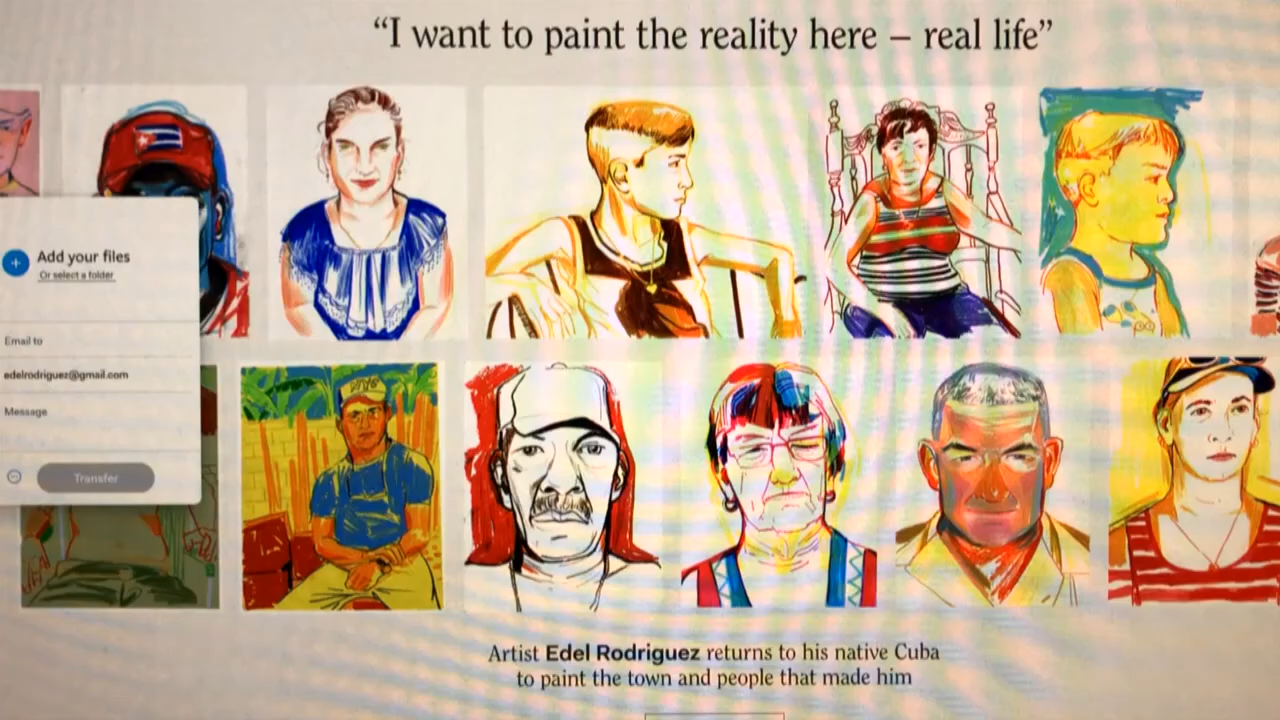 “I want to paint the reality here – real life”
Add your files
Or select a folder
Email to
edelrodriguez@gmail.com
Message
Transfer
NYC
Artist Edel Rodriguez returns to his native Cuba
to paint the town and people that made him